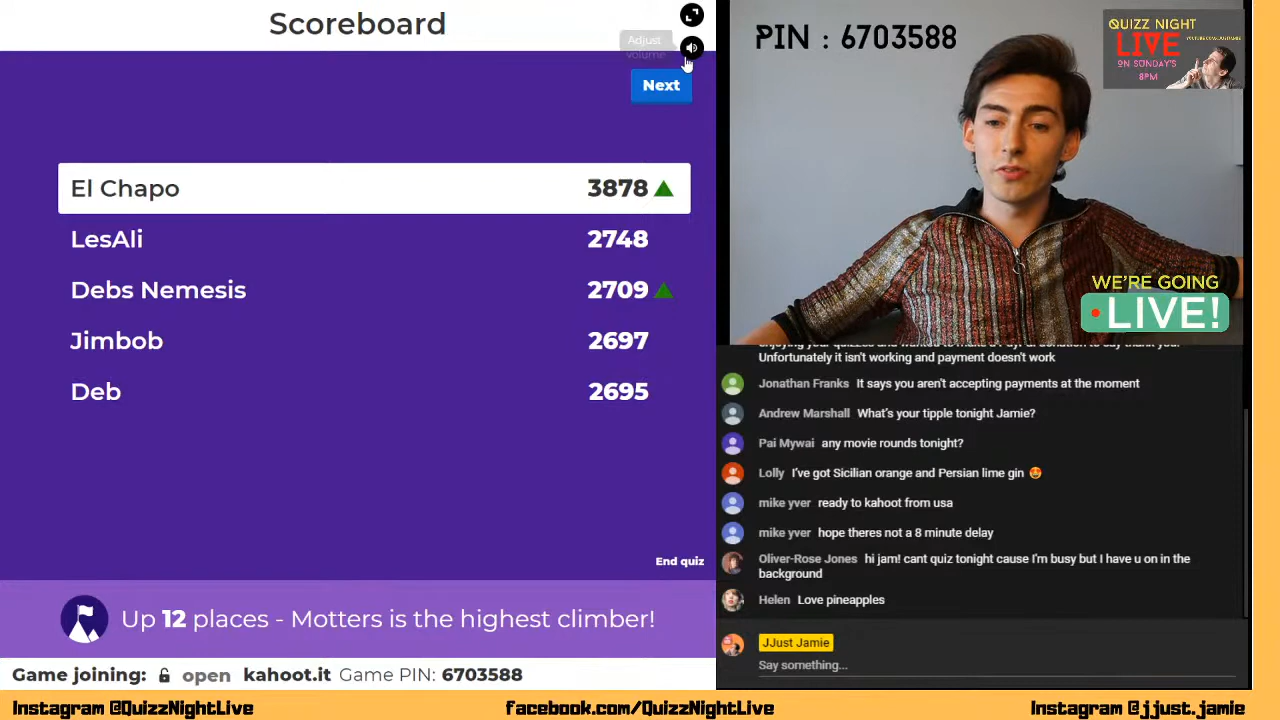 Scoreboard
Adjust
volume
Next
El Chapo 3878
LesAli 2748
Debs Nemesis 2709
Jimbob 2697
Deb 2695
End quiz
Up 12 places - Motters is the highest climber!
Game joining: open kahoot.it Game PIN: 6703588
PIN : 6703588
QUIZZ NIGHT
LIVE
ON SUNDAY'S
8PM
WE'RE GOING
LIVE!
Unfortunately it isn't working and payment doesn't work
Jonathan Franks It says you aren't accepting payments at the moment
Andrew Marshall What's your tipple tonight Jamie?
Pai Mywai any movie rounds tonight?
Lolly I've got Sicilian orange and Persian lime gin 😍
mike yver ready to kahoot from usa
mike yver hope theres not a 8 minute delay
Oliver-Rose Jones hi jam! cant quiz tonight cause I'm busy but I have u on in the
background
Helen Love pineapples
JJust Jamie
Say something...
Instagram @QuizzNightLive facebook.com/QuizzNightLive Instagram @jjust.jamie